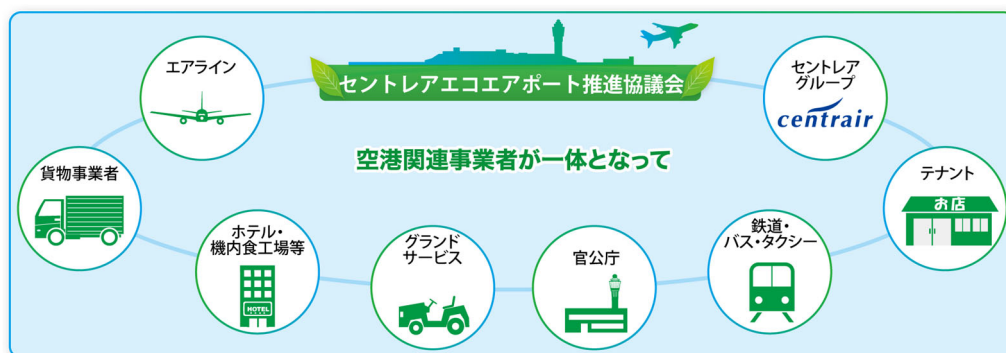 セントレアエコエアポート推進協議会
空港関連事業者が一体となって
エアライン
貨物事業者
ホテル・
機内食工場等
HOTEL
グランド
サービス
官公庁
鉄道・
バス・タクシー
テナント
お店
セントレア
グループ
centrair